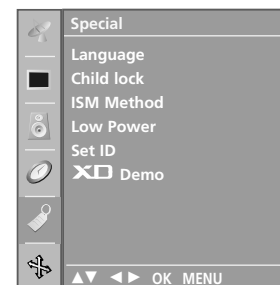 Special
Language
Child lock
ISM Method
Low Power
Set ID
XD Demo
▲▼ ◄► OK MENU